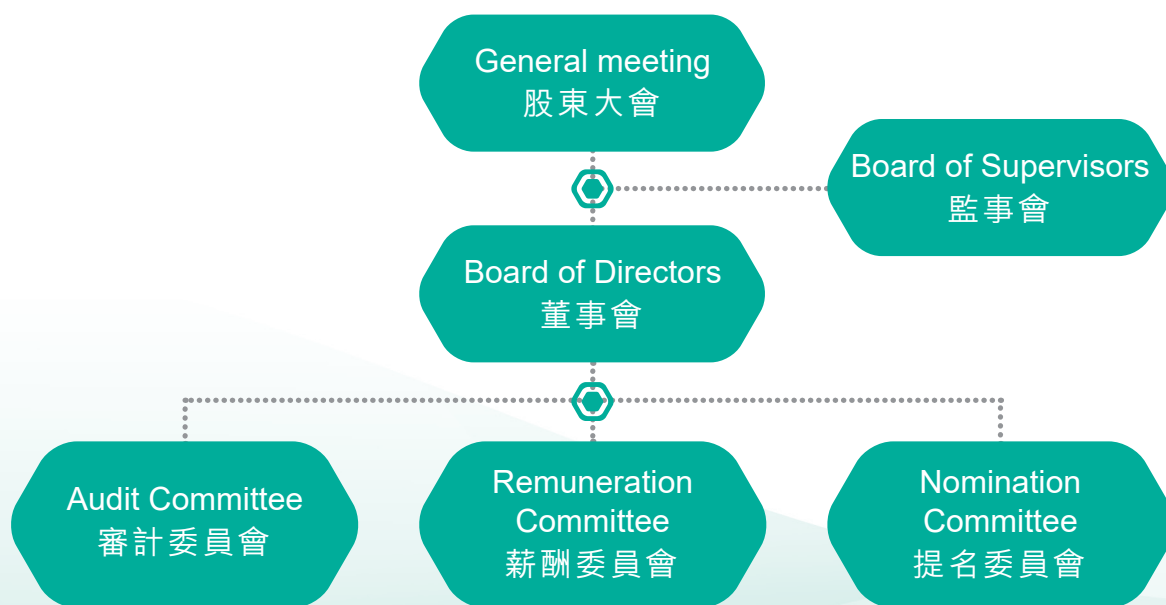 General meeting
股東大會
Board of Supervisors
監事會
Board of Directors
董事會
Audit Committee
審計委員會
Remuneration
Committee
薪酬委員會
Nomination
Committee
提名委員會